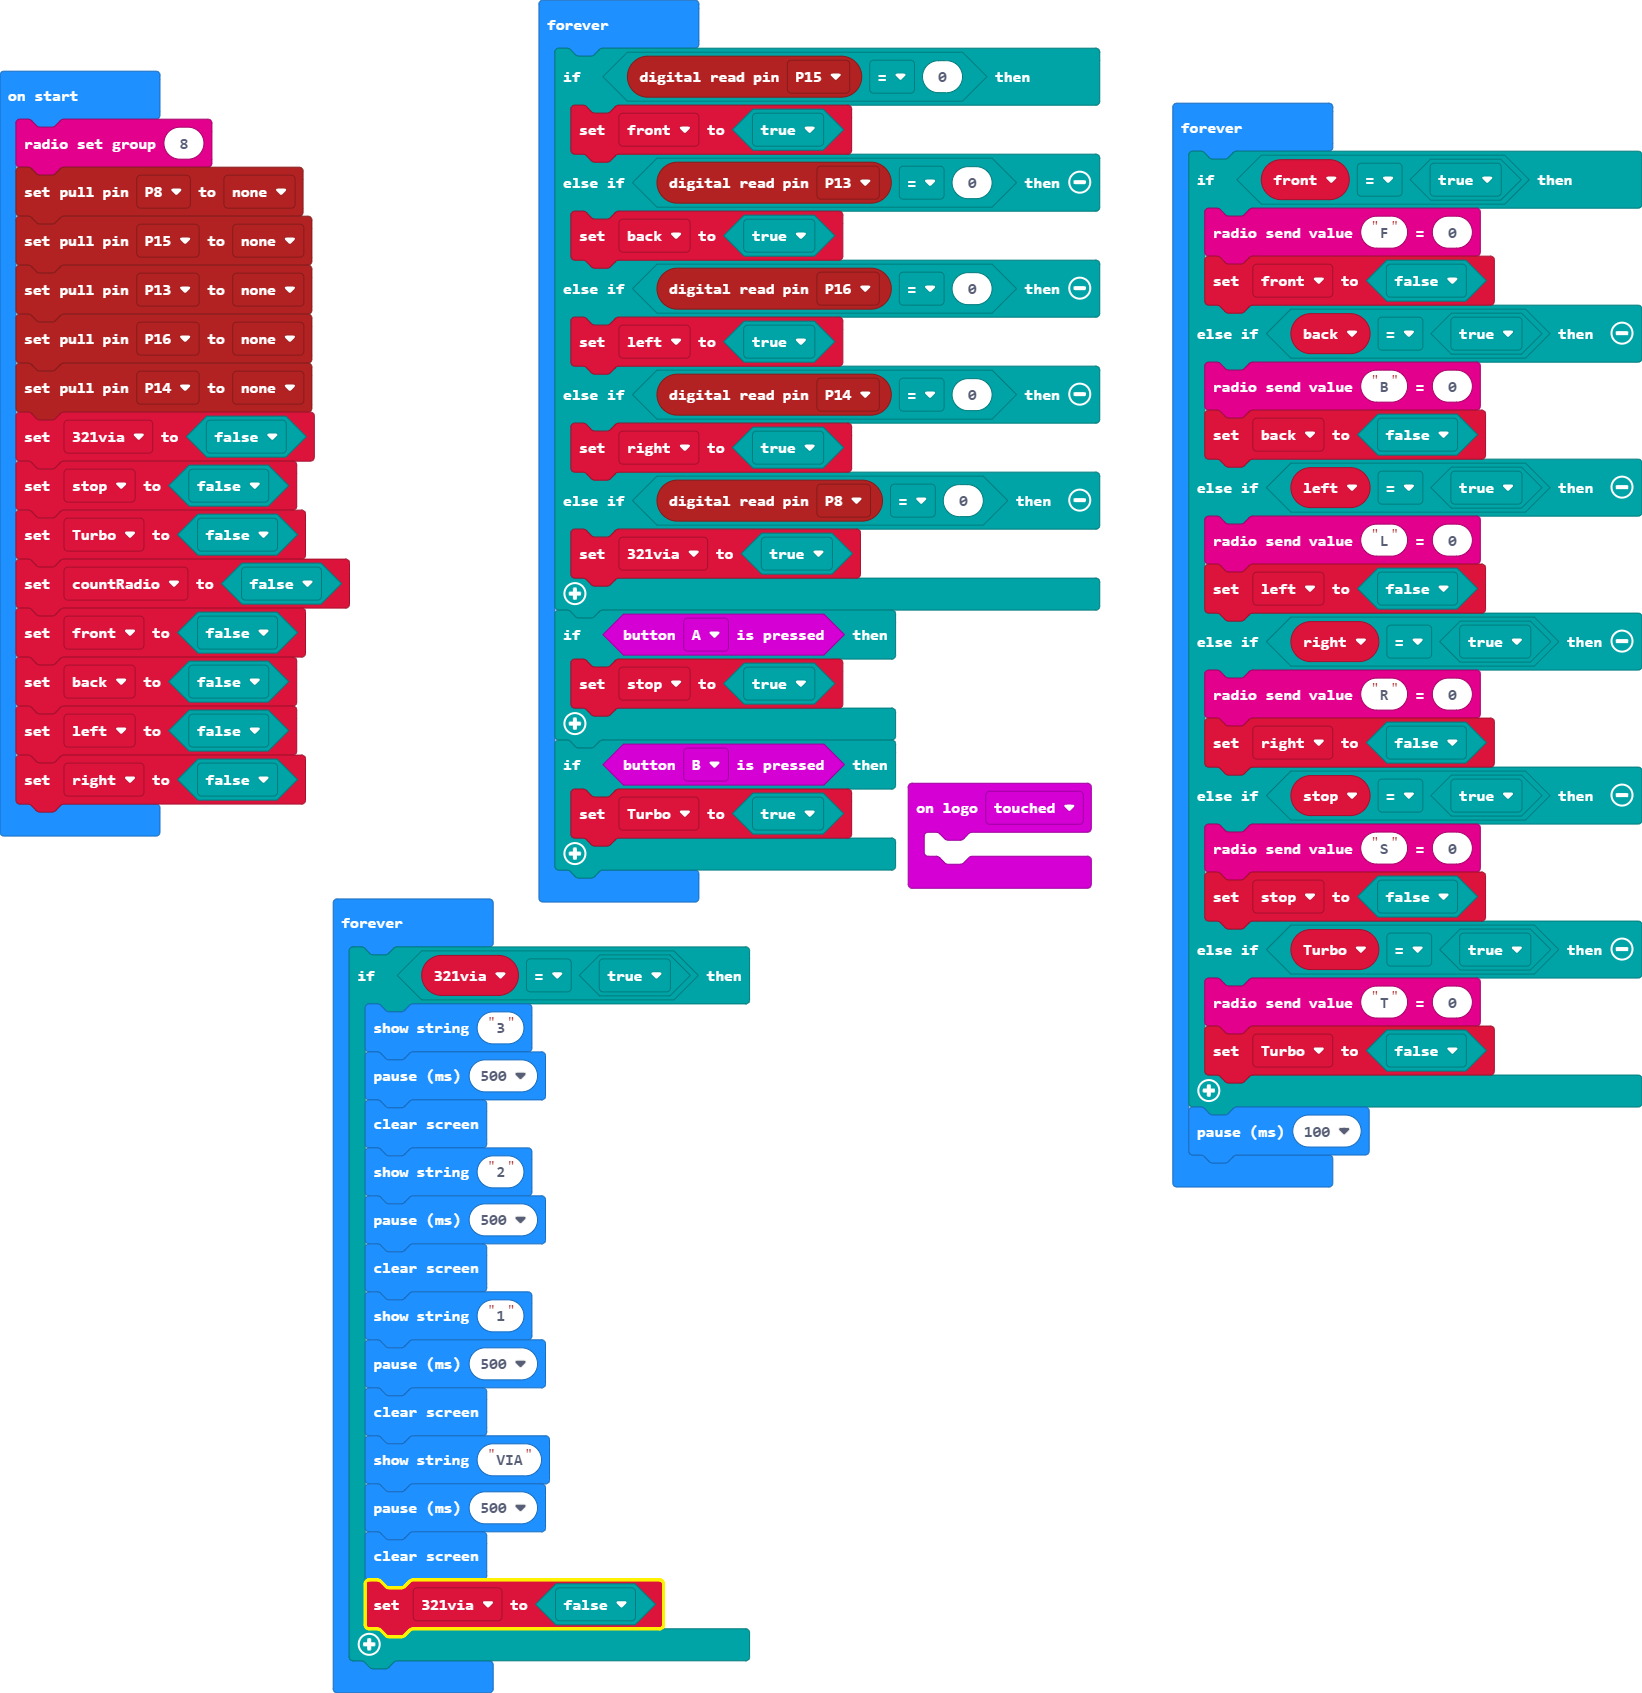 on start
radio set group 8
set pull pin P8 to none
set pull pin P15 to none
set pull pin P13 to none
set pull pin P16 to none
set pull pin P14 to none
set 321via to false
set stop to false
set Turbo to false
set countRadio to false
set front to false
set back to false
set left to false
set right to false
forever
if digital read pin P15 = 0 then
set front to true
else if digital read pin P13 = 0 then
set back to true
else if digital read pin P16 = 0 then
set left to true
else if digital read pin P14 = 0 then
set right to true
else if digital read pin P8 = 0 then
set 321via to true
if button A is pressed then
set stop to true
if button B is pressed then
set Turbo to true
on logo touched
forever
if front = true then
radio send value "F" = 0
set front to false
else if back = true then
radio send value "B" = 0
set back to false
else if left = true then
radio send value "L" = 0
set left to false
else if right = true then
radio send value "R" = 0
set right to false
else if stop = true then
radio send value "S" = 0
set stop to false
else if Turbo = true then
radio send value "T" = 0
set Turbo to false
pause (ms) 100
forever
if 321via = true then
show string "3"
pause (ms) 500
clear screen
show string "2"
pause (ms) 500
clear screen
show string "1"
pause (ms) 500
clear screen
show string "VIA"
pause (ms) 500
clear screen
set 321via to false